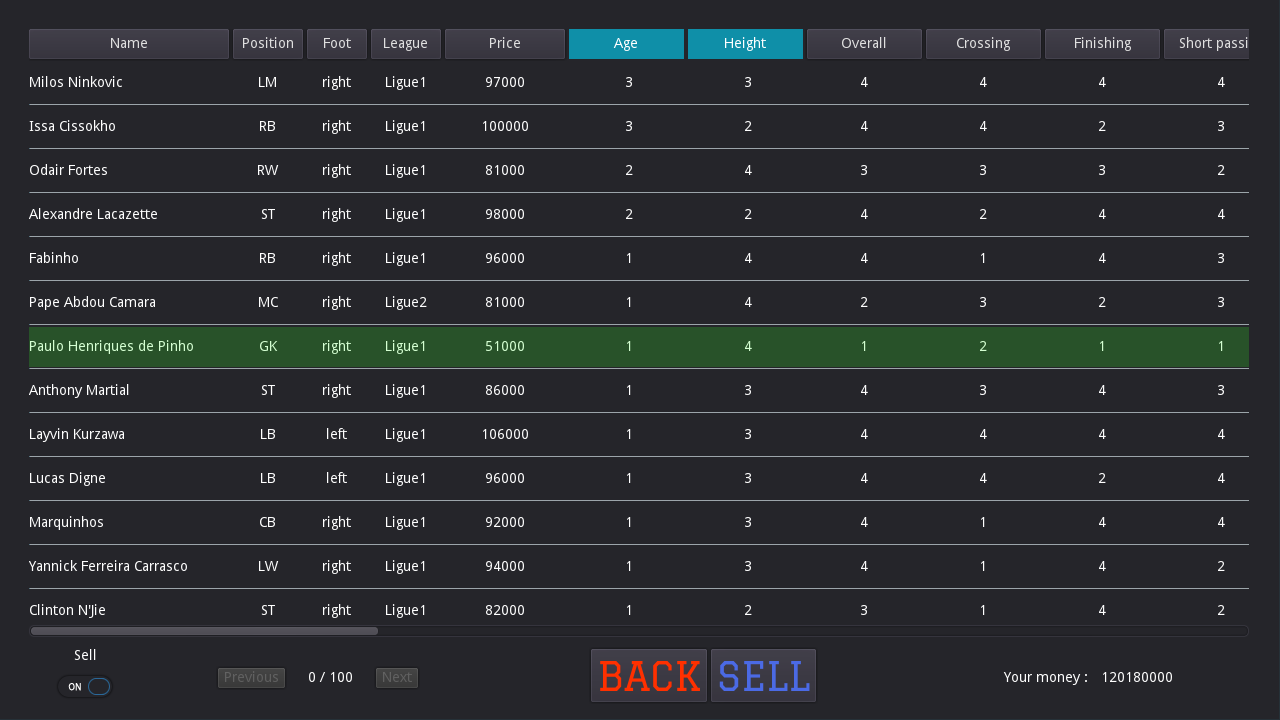 Name Position Foot League Price Age Height Overall Crossing Finishing Short passi
Milos Ninkovic LM right Ligue1 97000 3 3 4 4 4 4
Issa Cissokho RB right Ligue1 100000 3 2 4 4 2 3
Odair Fortes RW right Ligue1 81000 2 4 3 3 3 2
Alexandre Lacazette ST right Ligue1 98000 2 2 4 2 4 4
Fabinho RB right Ligue1 96000 1 4 4 1 4 3
Pape Abdou Camara MC right Ligue2 81000 1 4 2 3 2 3
Paulo Henriques de Pinho GK right Ligue1 51000 1 4 1 2 1 1
Anthony Martial ST right Ligue1 86000 1 3 4 3 4 3
Layvin Kurzawa LB left Ligue1 106000 1 3 4 4 4 4
Lucas Digne LB left Ligue1 96000 1 3 4 4 2 4
Marquinhos CB right Ligue1 92000 1 3 4 1 4 4
Yannick Ferreira Carrasco LW right Ligue1 94000 1 3 4 1 4 2
Clinton N'Jie ST right Ligue1 82000 1 2 3 1 4 2
Sell
ON Previous 0 / 100 Next BACK SELL Your money : 120180000